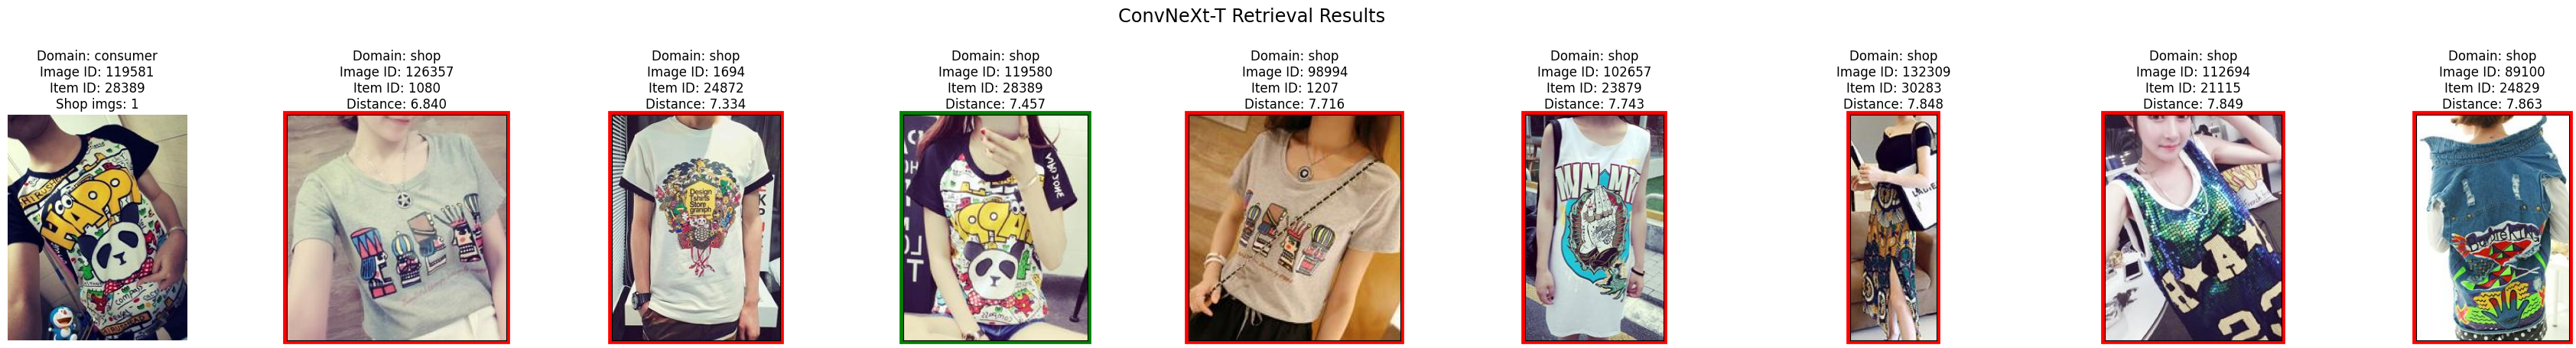 ConvNeXt-T Retrieval Results
Domain: consumer
Image ID: 119581
Item ID: 28389
Shop imgs: 1
Domain: shop
Image ID: 126357
Item ID: 1080
Distance: 6.840
Domain: shop
Image ID: 1694
Item ID: 24872
Distance: 7.334
Domain: shop
Image ID: 119580
Item ID: 28389
Distance: 7.457
Domain: shop
Image ID: 98994
Item ID: 1207
Distance: 7.716
Domain: shop
Image ID: 102657
Item ID: 23879
Distance: 7.743
Domain: shop
Image ID: 132309
Item ID: 30283
Distance: 7.848
Domain: shop
Image ID: 112694
Item ID: 21115
Distance: 7.849
Domain: shop
Image ID: 89100
Item ID: 24829
Distance: 7.863
HAPPY
Design
Tshirts
Store
graniph